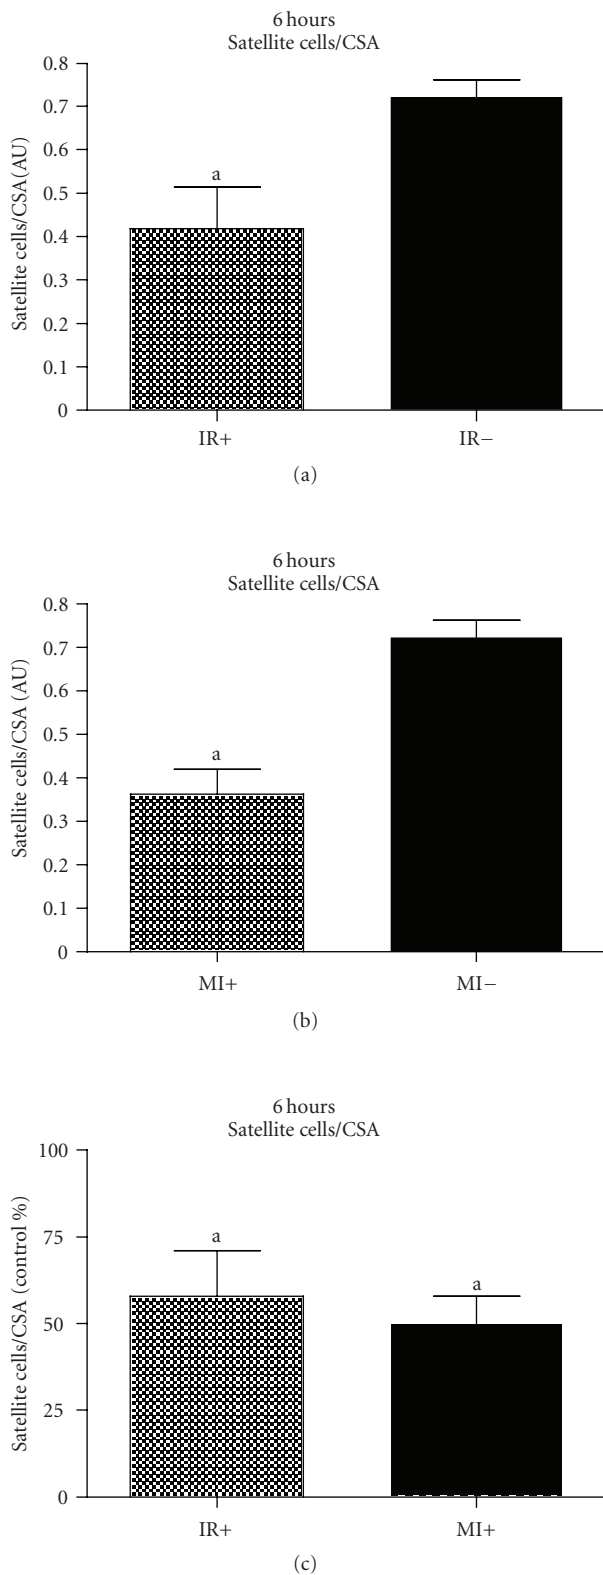 6 hours
Satellite cells/CSA
0.8
0.7
0.6
0.5
0.4
0.3
0.2
0.1
0
Satellite cells/CSA(AU)
a
IR+
IR−
(a)
6 hours
Satellite cells/CSA
0.8
0.7
0.6
0.5
0.4
0.3
0.2
0.1
0
Satellite cells/CSA (AU)
a
MI+
MI−
(b)
6 hours
Satellite cells/CSA
100
75
50
25
0
Satellite cells/CSA (control %)
a
a
IR+
MI+
(c)